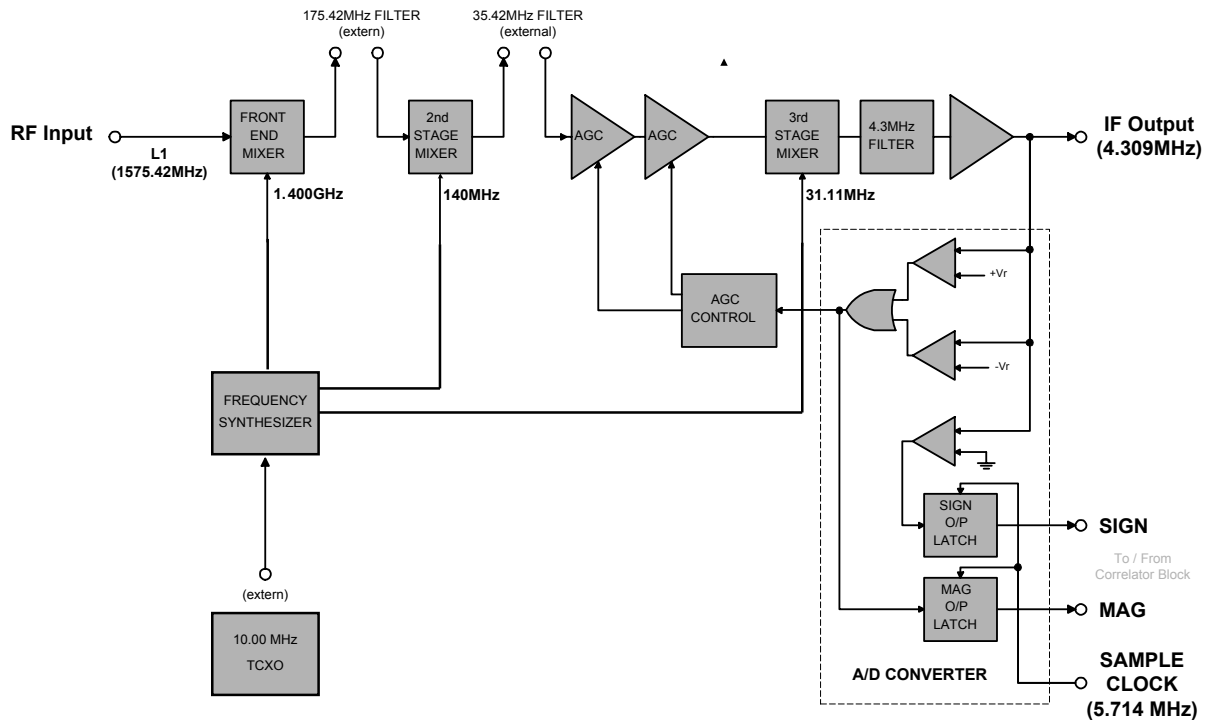 175.42MHz FILTER
(extern)
35.42MHz FILTER
(external)
RF Input
L1
(1575.42MHz)
FRONT
END
MIXER
2nd
STAGE
MIXER
AGC
AGC
3rd
STAGE
MIXER
4.3MHz
FILTER
IF Output
(4.309MHz)
1.400GHz
140MHz
31.11MHz
+Vr
AGC
CONTROL
-Vr
FREQUENCY
SYNTHESIZER
SIGN
O/P
LATCH
SIGN
To / From
Correlator Block
(extern)
MAG
O/P
LATCH
MAG
10.00 MHz
TCXO
A/D CONVERTER
SAMPLE
CLOCK
(5.714 MHz)